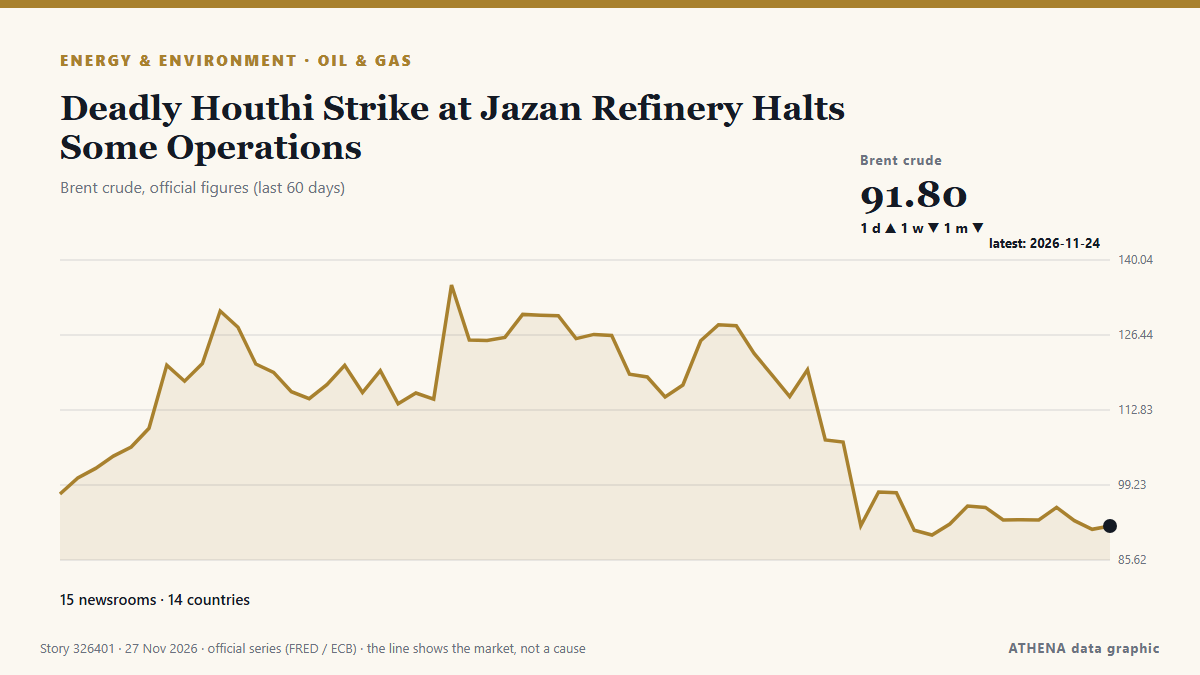 ENERGY & ENVIRONMENT · OIL & GAS
Deadly Houthi Strike at Jazan Refinery Halts
Some Operations
Brent crude, official figures (last 60 days)
Brent crude
91.80
1 d ▲ 1 w ▼ 1 m ▼
latest: 2026-11-24
140.04
126.44
112.83
99.23
85.62
15 newsrooms · 14 countries
Story 326401 · 27 Nov 2026 · official series (FRED / ECB) · the line shows the market, not a cause
ATHENA data graphic